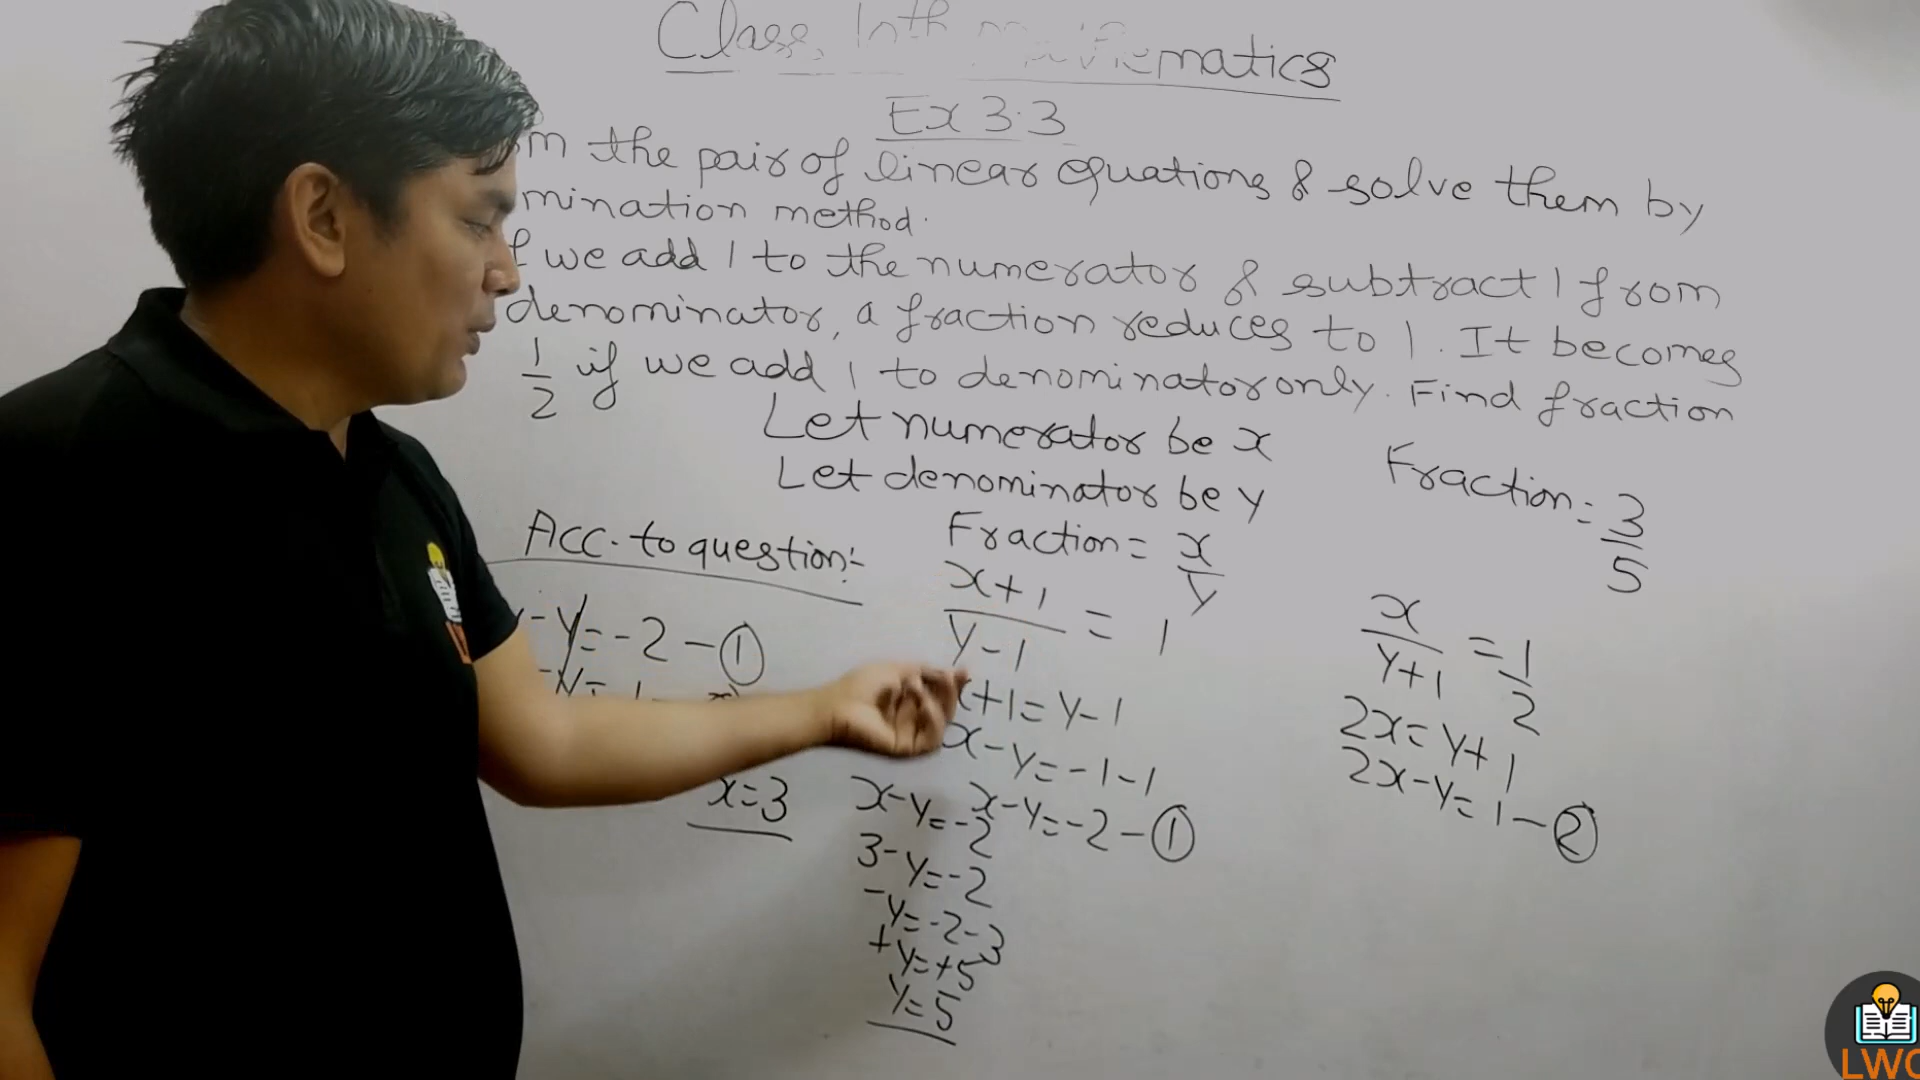 Class 10th mathematics
Ex 3.3
m the pair of linear equations & solve them by
mination method.
f we add 1 to the numerator & subtract 1 from
denominator, a fraction reduces to 1. It becomes
1/2 if we add 1 to denominator only. Find fraction
Let numerator be x
Let denominator be y
Fraction = x/y
Fraction = 3/5
Acc. to question:-
-y = -2 - ①
x=3
(x+1)/(y-1) = 1
x+1 = y-1
x-y = -1-1
x-y = -2 - ①
x-y = -2
3-y = -2
-y = -2-3
+y = +5
y = 5
x/(y+1) = 1/2
2x = y+1
2x-y = 1 - ②
LWC